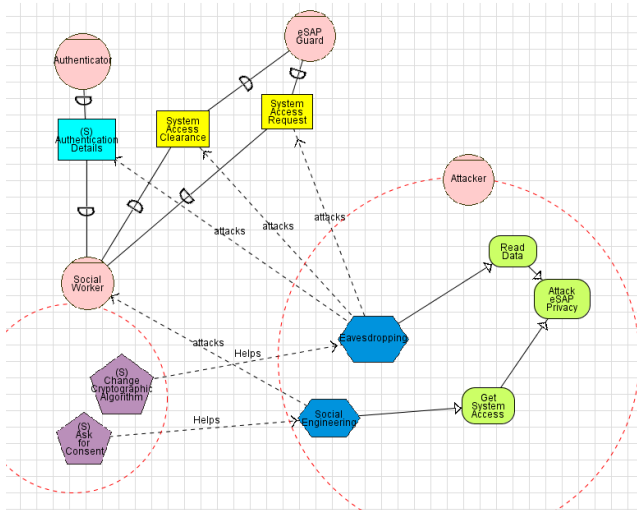 eSAP
Guard
Authenticator
System
Access
Request
System
Access
Clearance
(S)
Authentication
Details
Attacker
attacks
attacks
attacks
Read
Data
Social
Worker
Attack
eSAP
Privacy
attacks
Eavesdropping
Helps
(S)
Change
Cryptographic
Algorithm
Get
System
Access
Helps
Social
Engineering
(S)
Ask
for
Consent